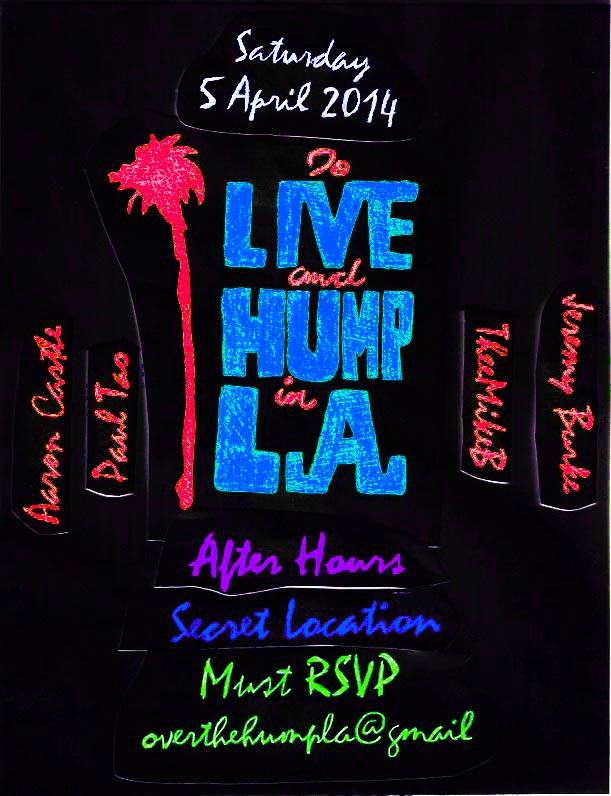 Saturday
5 April 2014
To
LIVE
and
HUMP
in
L.A.
Aaron Castle
Paul Tao
TheeMikeB
Jeremy Burke
After Hours
Secret Location
Must RSVP
overthehumpla@gmail